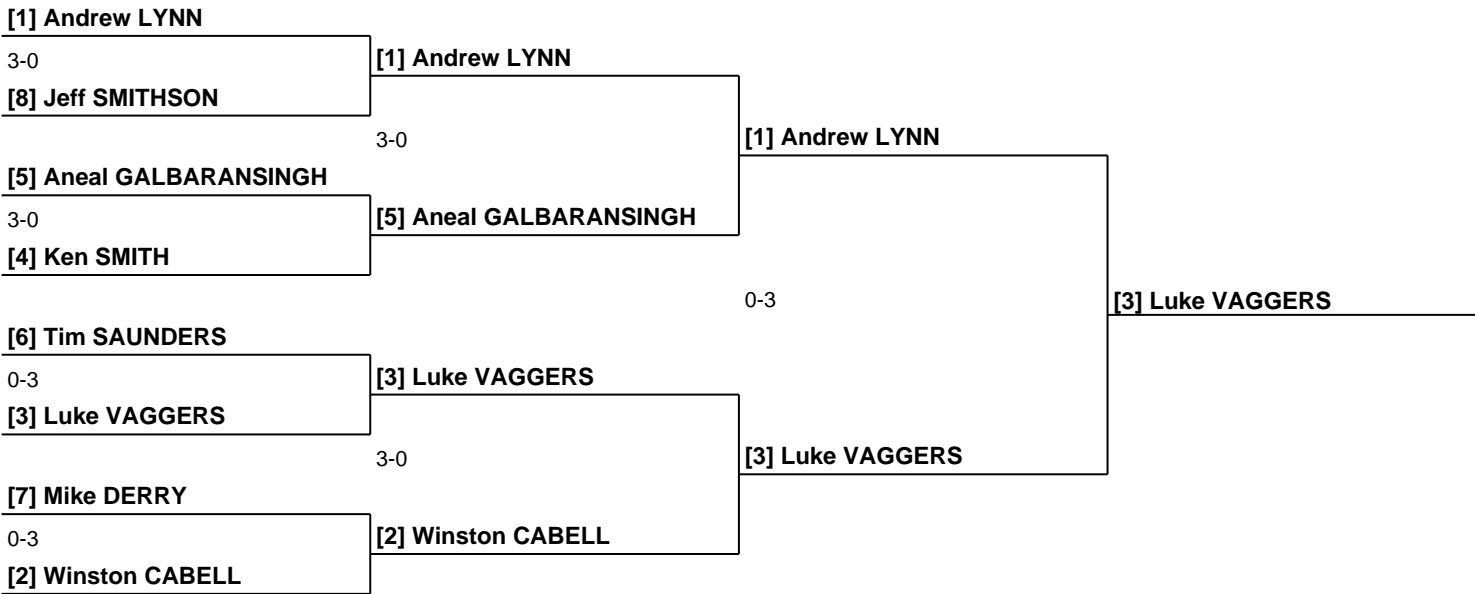 [1] Andrew LYNN
3-0
[1] Andrew LYNN
[8] Jeff SMITHSON
3-0
[1] Andrew LYNN
[5] Aneal GALBARANSINGH
3-0
[5] Aneal GALBARANSINGH
[4] Ken SMITH
0-3
[3] Luke VAGGERS
[6] Tim SAUNDERS
0-3
[3] Luke VAGGERS
[3] Luke VAGGERS
3-0
[3] Luke VAGGERS
[7] Mike DERRY
0-3
[2] Winston CABELL
[2] Winston CABELL